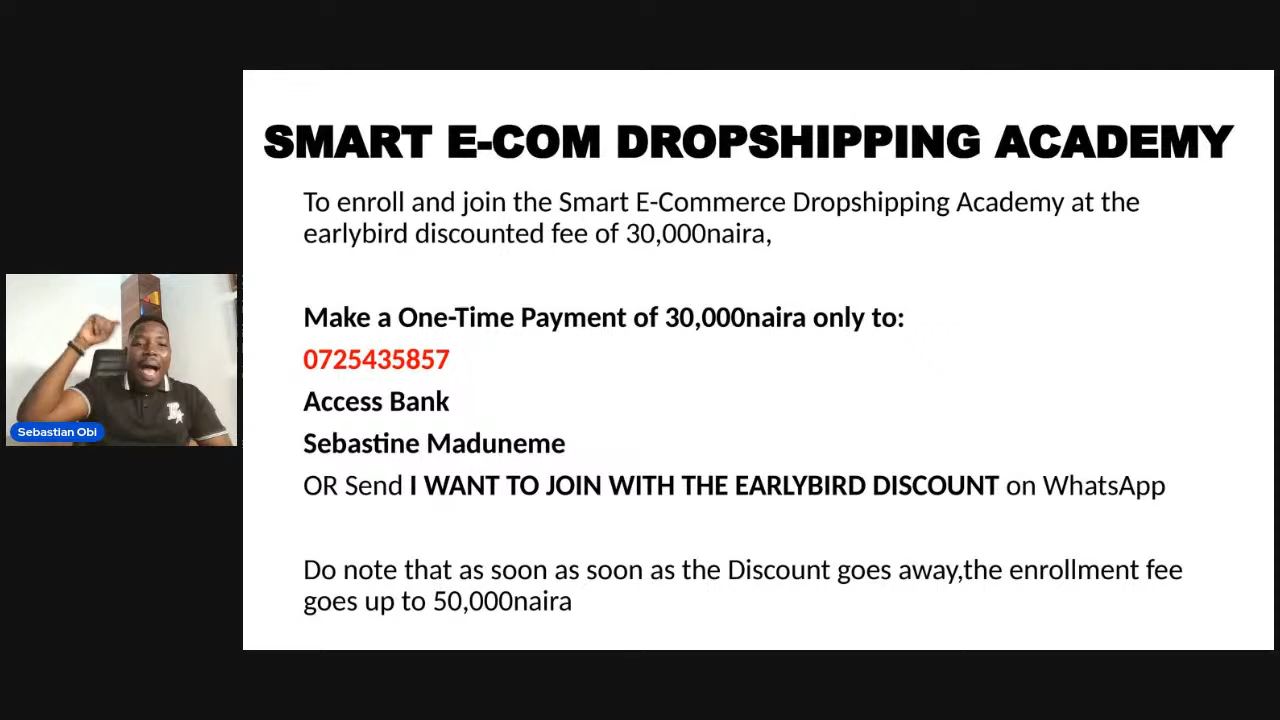 SMART E-COM DROPSHIPPING ACADEMY
To enroll and join the Smart E-Commerce Dropshipping Academy at the
earlybird discounted fee of 30,000naira,
Make a One-Time Payment of 30,000naira only to:
0725435857
Access Bank
Sebastine Maduneme
OR Send I WANT TO JOIN WITH THE EARLYBIRD DISCOUNT on WhatsApp
Do note that as soon as soon as the Discount goes away,the enrollment fee
goes up to 50,000naira
Sebastian Obi